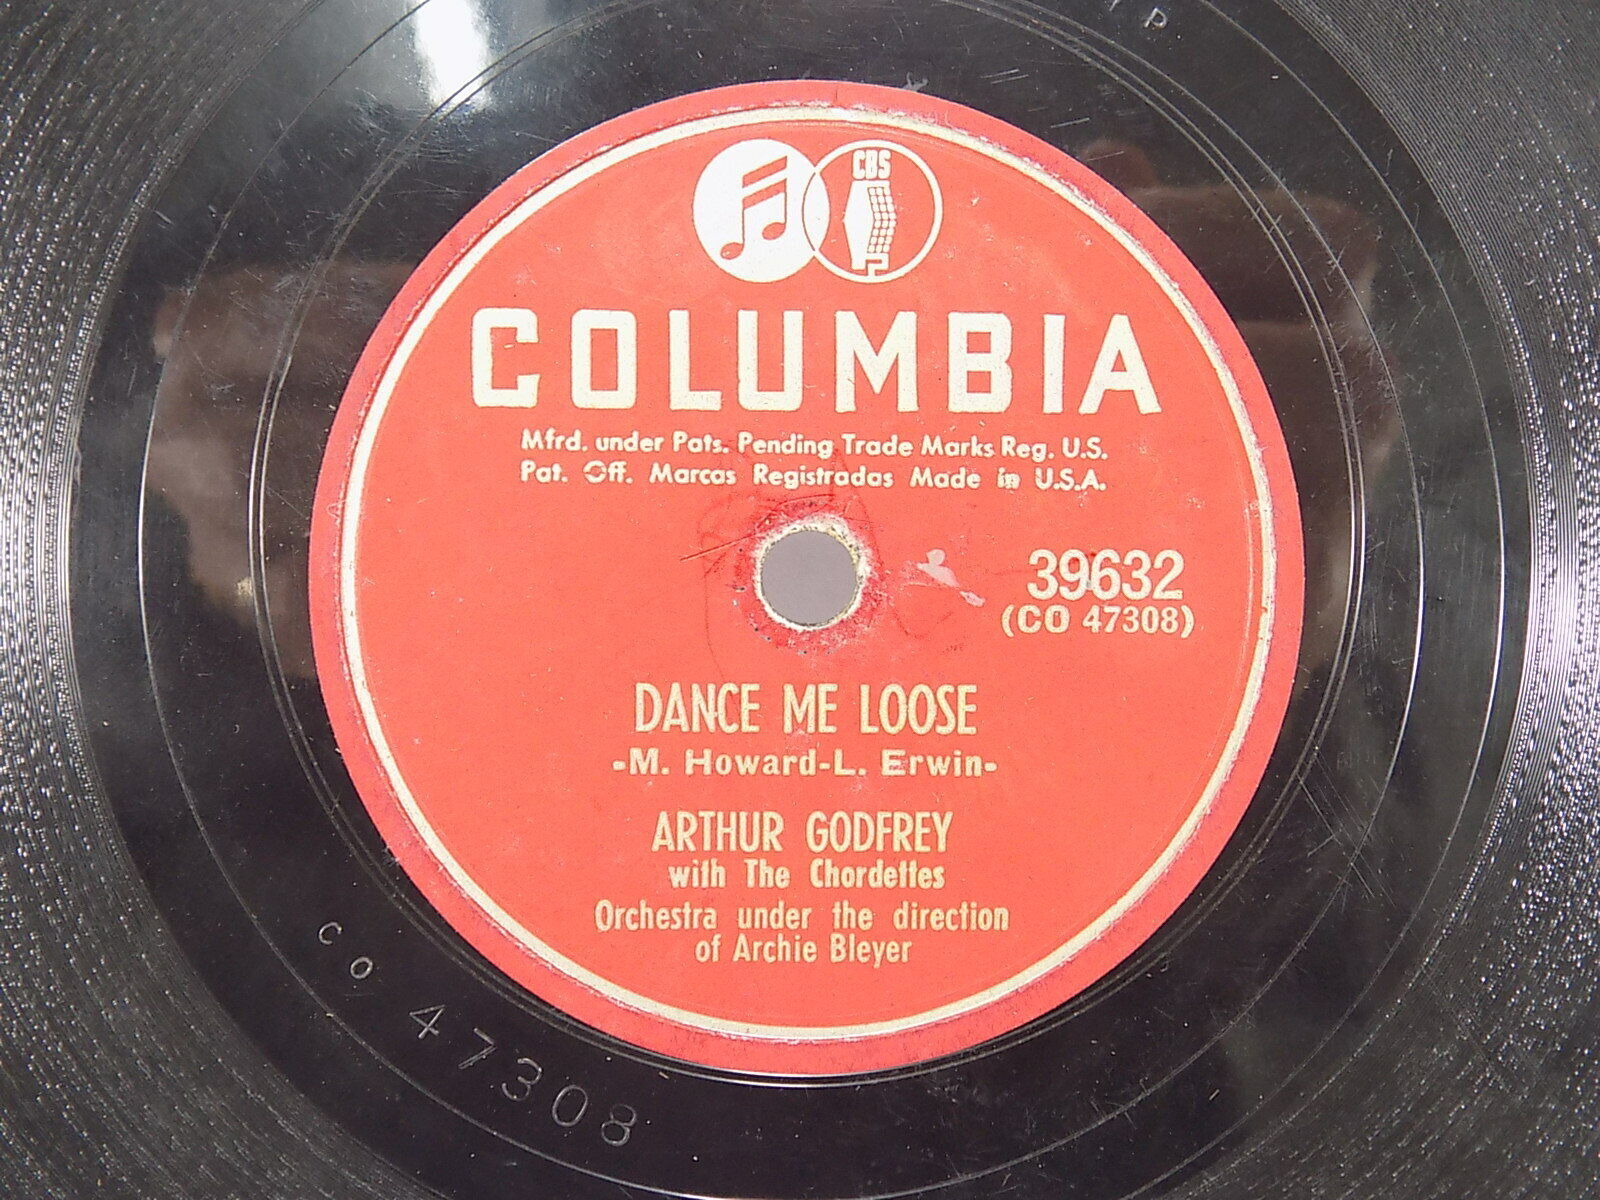 1P
CBS
COLUMBIA
Mfrd. under Pats. Pending Trade Marks Reg. U.S.
Pat. Off. Marcas Registradas Made in U.S.A.
39632
(CO 47308)
DANCE ME LOOSE
-M. Howard-L. Erwin-
ARTHUR GODFREY
with The Chordettes
Orchestra under the direction
of Archie Bleyer
CO 47308